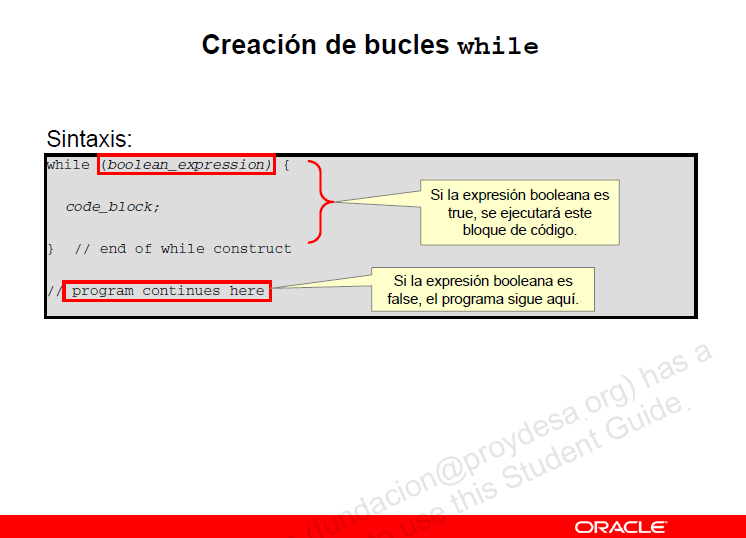 Creación de bucles while
Sintaxis:
while (boolean_expression) {
code_block;
} // end of while construct
// program continues here
Si la expresión booleana es
true, se ejecutará este
bloque de código.
Si la expresión booleana es
false, el programa sigue aquí.
(fundacion@proydesa.org) has a
to use this Student Guide.
ORACLE